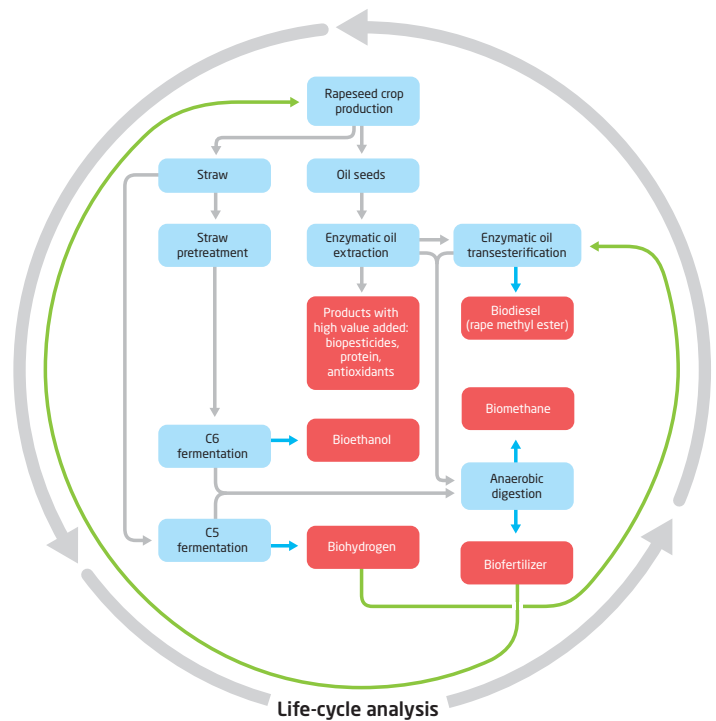 Rapeseed crop
production
Straw
Oil seeds
Straw
pretreatment
Enzymatic oil
extraction
Enzymatic oil
transesterification
Products with
high value added:
biopesticides,
protein,
antioxidants
Biodiesel
(rape methyl ester)
Biomethane
C6
fermentation
Bioethanol
Anaerobic
digestion
C5
fermentation
Biohydrogen
Biofertilizer
Life-cycle analysis